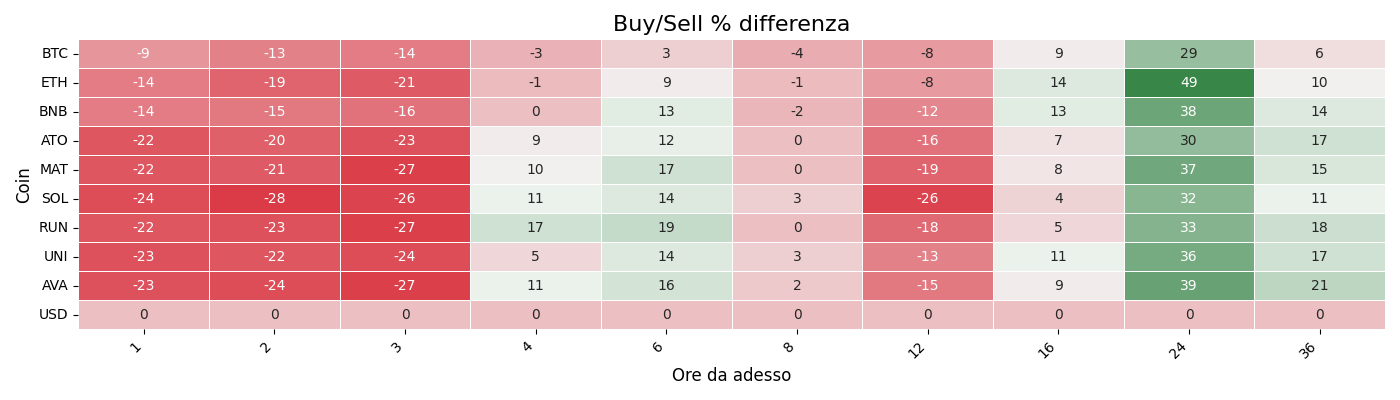 Buy/Sell % differenza
Coin
BTC -9 -13 -14 -3 3 -4 -8 9 29 6
ETH -14 -19 -21 -1 9 -1 -8 14 49 10
BNB -14 -15 -16 0 13 -2 -12 13 38 14
ATO -22 -20 -23 9 12 0 -16 7 30 17
MAT -22 -21 -27 10 17 0 -19 8 37 15
SOL -24 -28 -26 11 14 3 -26 4 32 11
RUN -22 -23 -27 17 19 0 -18 5 33 18
UNI -23 -22 -24 5 14 3 -13 11 36 17
AVA -23 -24 -27 11 16 2 -15 9 39 21
USD 0 0 0 0 0 0 0 0 0 0
1 2 3 4 6 8 12 16 24 36
Ore da adesso